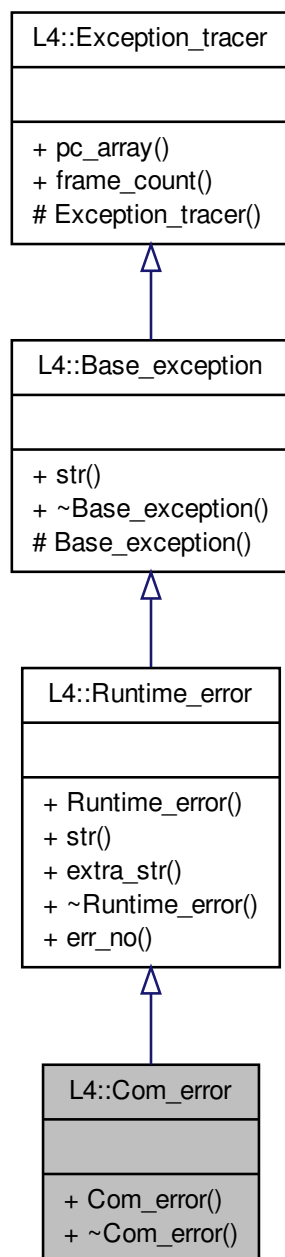 L4::Exception_tracer
+ pc_array()
+ frame_count()
# Exception_tracer()
L4::Base_exception
+ str()
+ ~Base_exception()
# Base_exception()
L4::Runtime_error
+ Runtime_error()
+ str()
+ extra_str()
+ ~Runtime_error()
+ err_no()
L4::Com_error
+ Com_error()
+ ~Com_error()